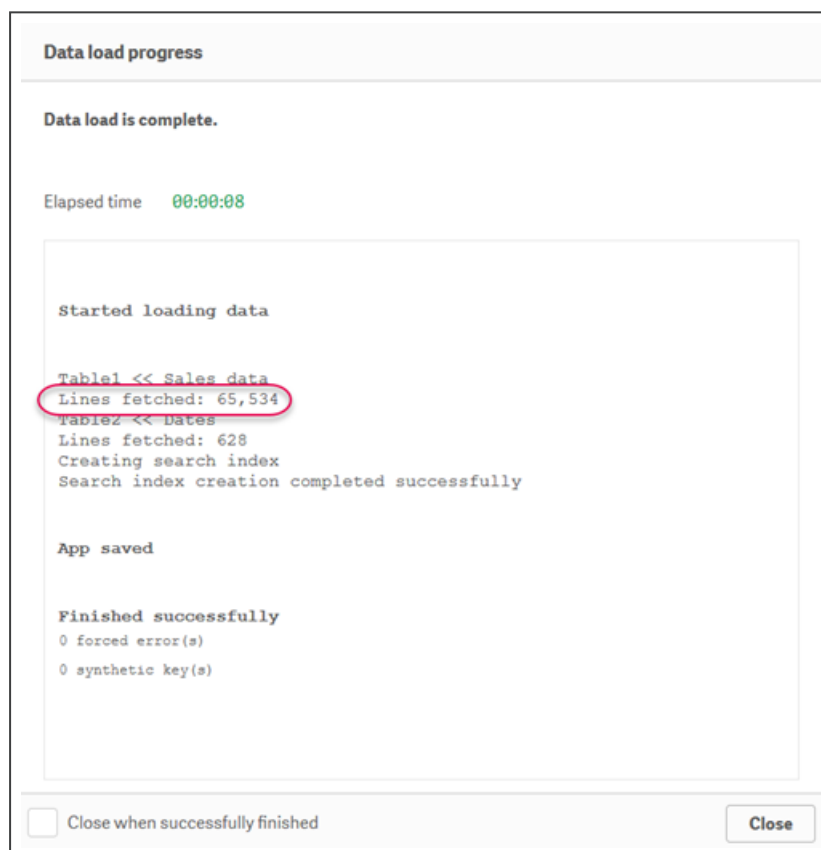 Data load progress
Data load is complete.
Elapsed time 00:00:08
Started loading data
Table1 << Sales data
Lines fetched: 65,534
Table2 << Dates
Lines fetched: 628
Creating search index
Search index creation completed successfully
App saved
Finished successfully
0 forced error(s)
0 synthetic key(s)
Close when successfully finished
Close